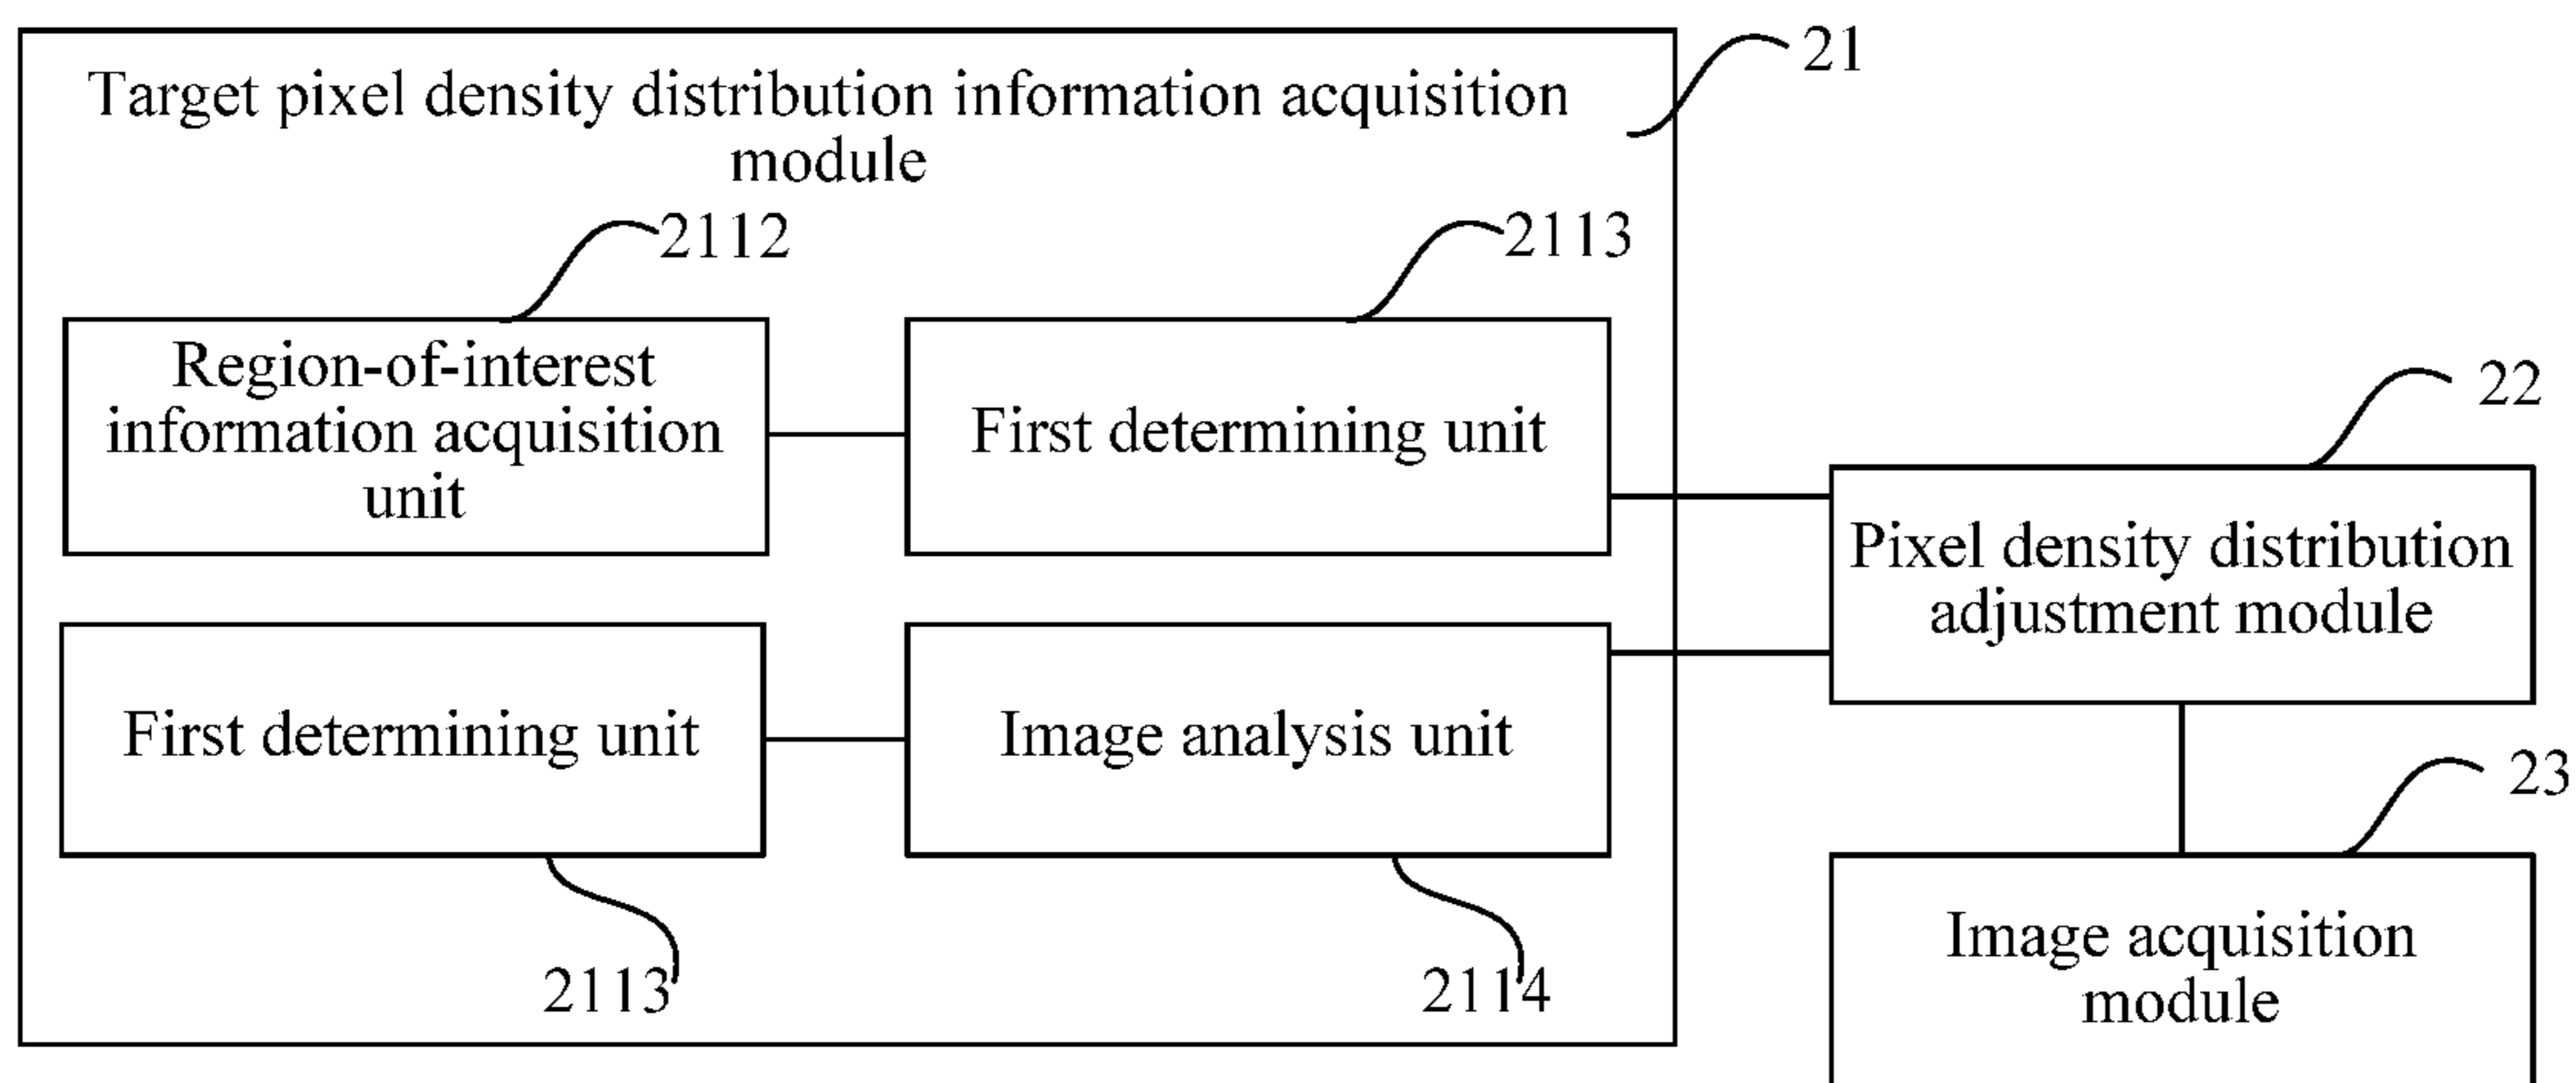 21
Target pixel density distribution information acquisition
module
2112
2113
Region-of-interest
information acquisition
unit
First determining unit
22
Pixel density distribution
adjustment module
First determining unit
Image analysis unit
23
2113
2114
Image acquisition
module